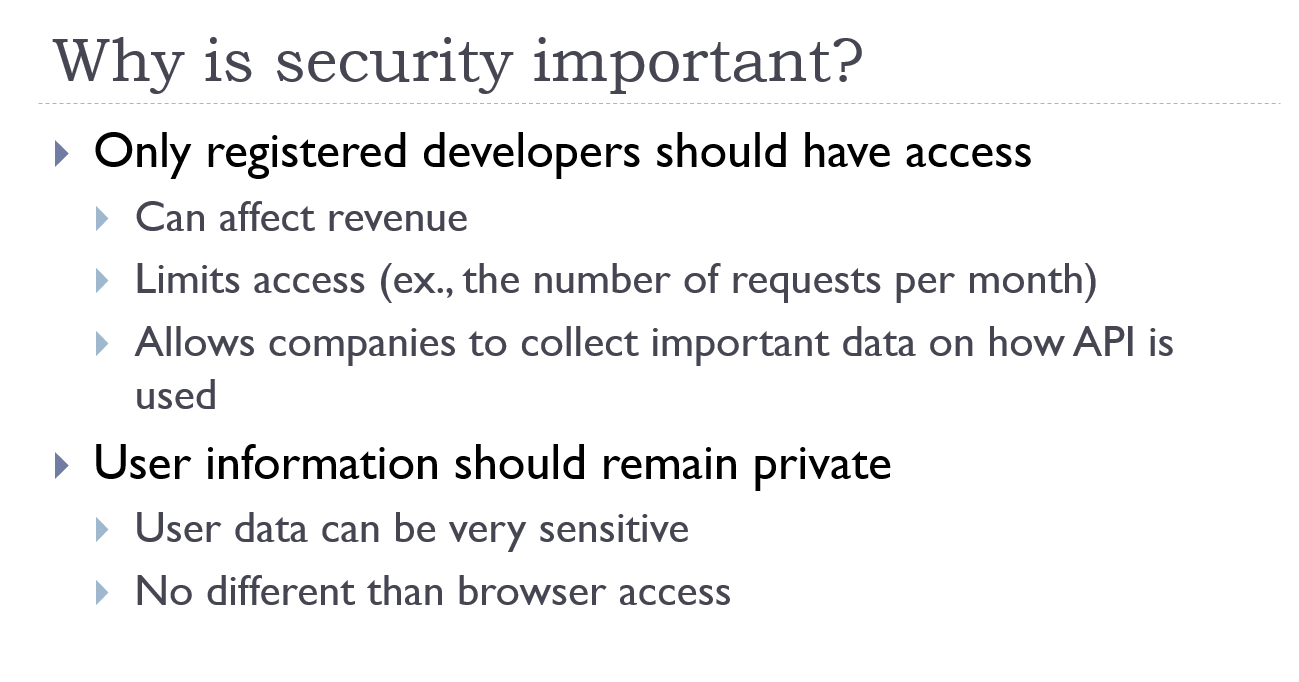 Why is security important?
Only registered developers should have access
Can affect revenue
Limits access (ex., the number of requests per month)
Allows companies to collect important data on how API is
used
User information should remain private
User data can be very sensitive
No different than browser access